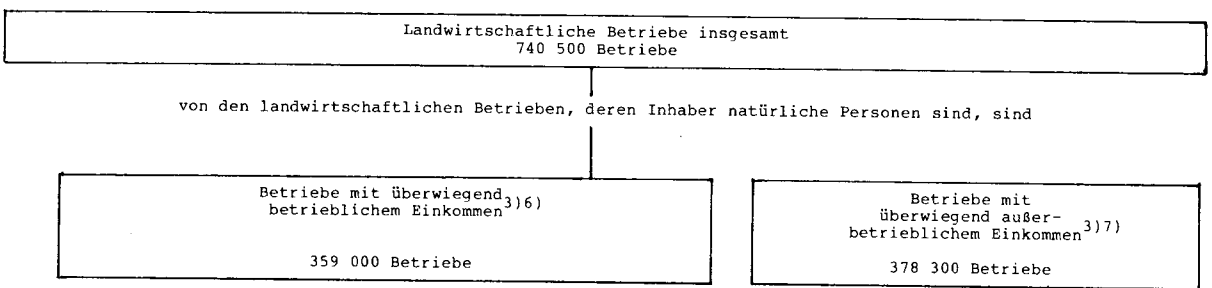 Landwirtschaftliche Betriebe insgesamt
740 500 Betriebe
von den landwirtschaftlichen Betrieben, deren Inhaber natürliche Personen sind, sind
Betriebe mit überwiegend
betrieblichem Einkommen3)6)
359 000 Betriebe
Betriebe mit
überwiegend außer-
betrieblichem Einkommen3)7)
378 300 Betriebe